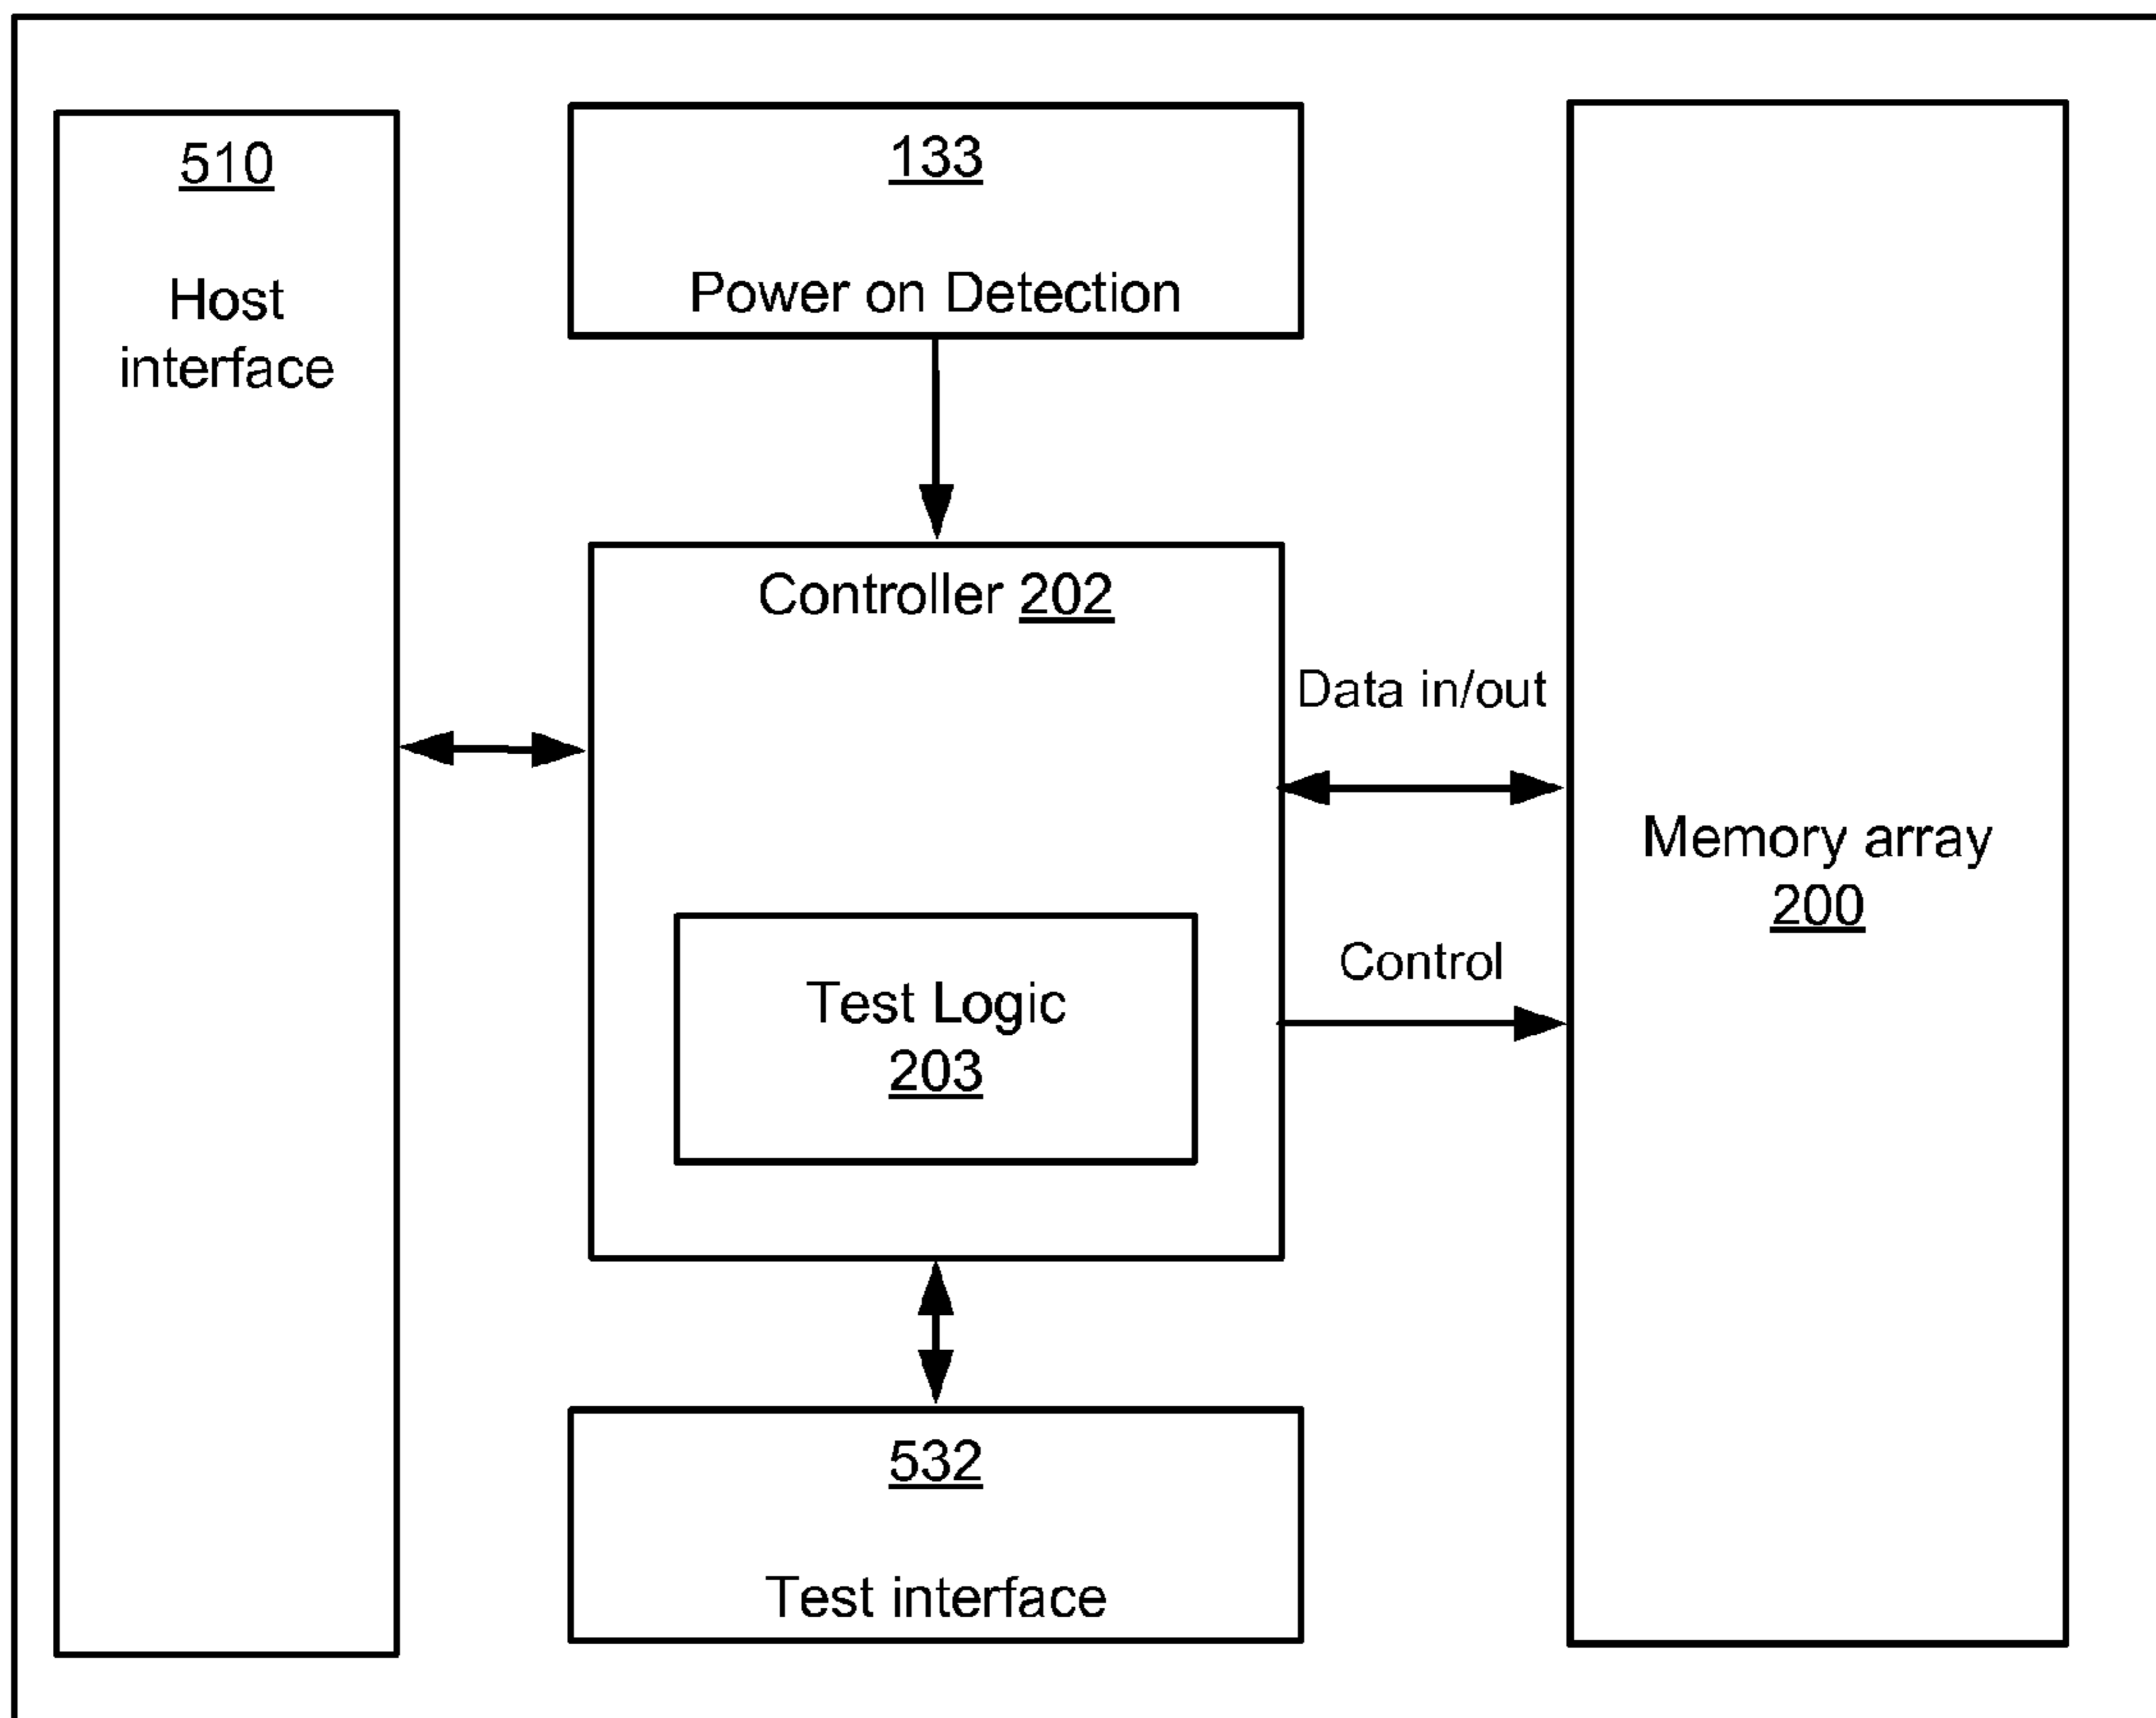 510
Host
interface
133
Power on Detection
Controller 202
Data in/out
Memory array
200
Control
Test Logic
203
532
Test interface